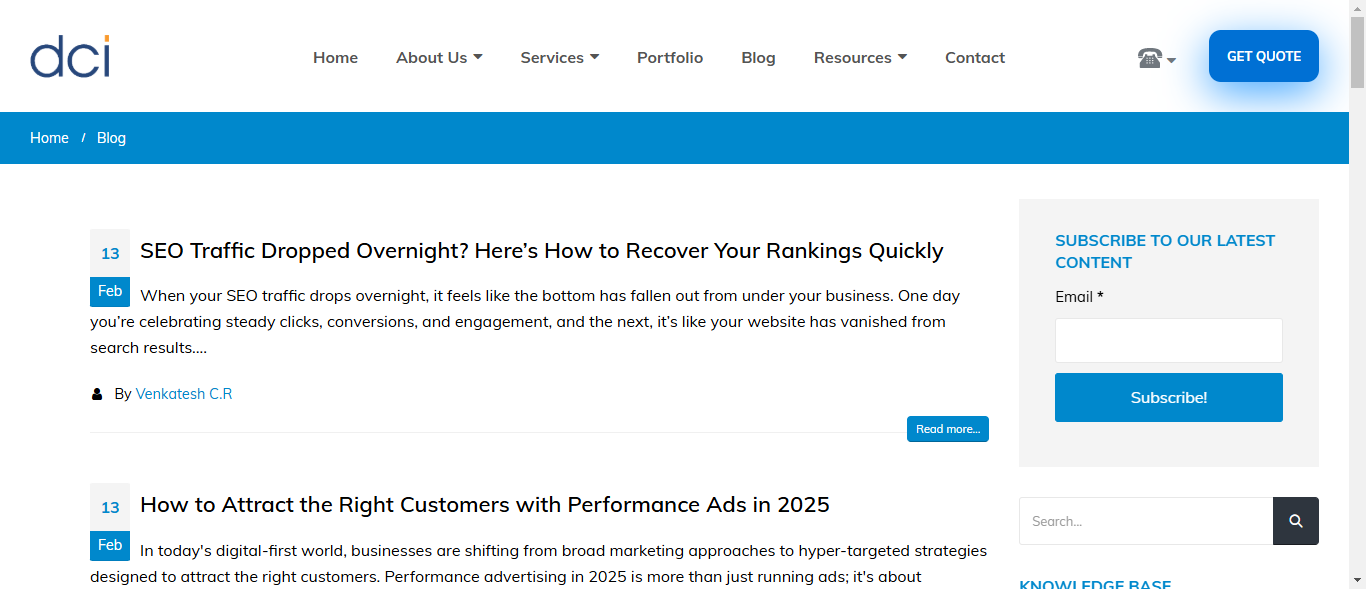 dci
Home
About Us
Services
Portfolio
Blog
Resources
Contact
GET QUOTE
Home / Blog
13
Feb
SEO Traffic Dropped Overnight? Here’s How to Recover Your Rankings Quickly
When your SEO traffic drops overnight, it feels like the bottom has fallen out from under your business. One day
you’re celebrating steady clicks, conversions, and engagement, and the next, it’s like your website has vanished from
search results....
By Venkatesh C.R
Read more...
13
Feb
How to Attract the Right Customers with Performance Ads in 2025
In today's digital-first world, businesses are shifting from broad marketing approaches to hyper-targeted strategies
designed to attract the right customers. Performance advertising in 2025 is more than just running ads; it's about
SUBSCRIBE TO OUR LATEST
CONTENT
Email *
Subscribe!
Search...
KNOWLEDGE BASE